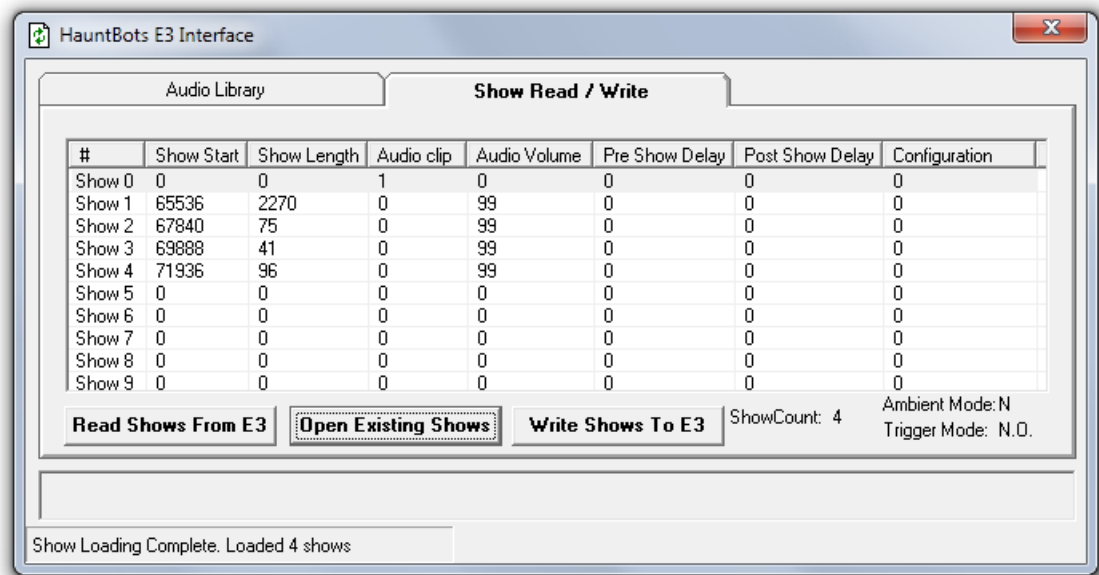 HauntBots E3 Interface
Audio Library Show Read / Write
# Show Start Show Length Audio clip Audio Volume Pre Show Delay Post Show Delay Configuration
Show 0 0 0 1 0 0 0 0
Show 1 65536 2270 0 99 0 0 0
Show 2 67840 75 0 99 0 0 0
Show 3 69888 41 0 99 0 0 0
Show 4 71936 96 0 99 0 0 0
Show 5 0 0 0 0 0 0 0
Show 6 0 0 0 0 0 0 0
Show 7 0 0 0 0 0 0 0
Show 8 0 0 0 0 0 0 0
Show 9 0 0 0 0 0 0 0
Read Shows From E3 Open Existing Shows Write Shows To E3 ShowCount: 4
Ambient Mode: N
Trigger Mode: N.O.
Show Loading Complete. Loaded 4 shows